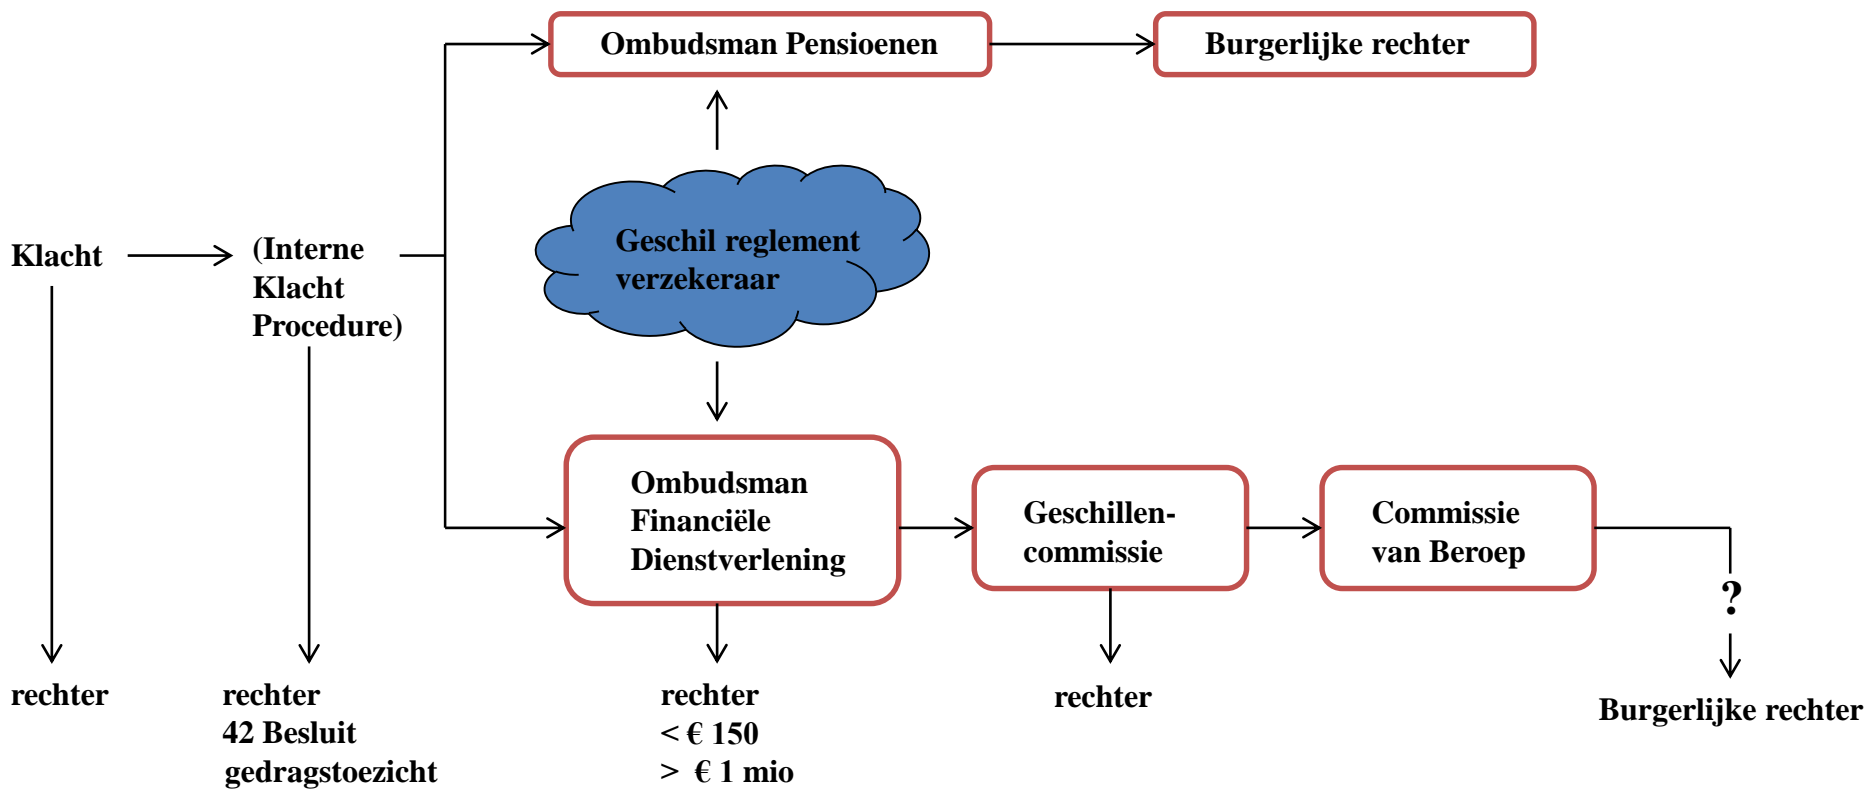 Ombudsman Pensioenen
Burgerlijke rechter
Klacht
(Interne
Klacht
Procedure)
Geschil reglement
verzekeraar
Ombudsman
Financiële
Dienstverlening
Geschillen-
commissie
Commissie
van Beroep
?
rechter
rechter
42 Besluit
gedragstoezicht
rechter
< € 150
> € 1 mio
rechter
Burgerlijke rechter